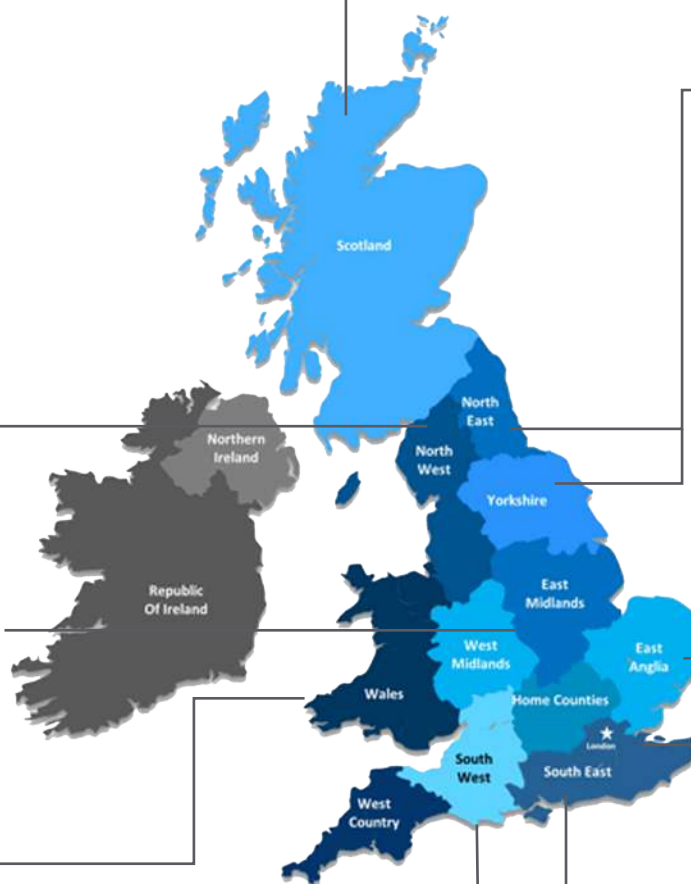 Scotland
North
East
Northern
Ireland
North
West
Yorkshire
Republic
Of Ireland
East
Midlands
West
Midlands
East
Anglia
Wales
Home Counties
London
South
West
South East
West
Country